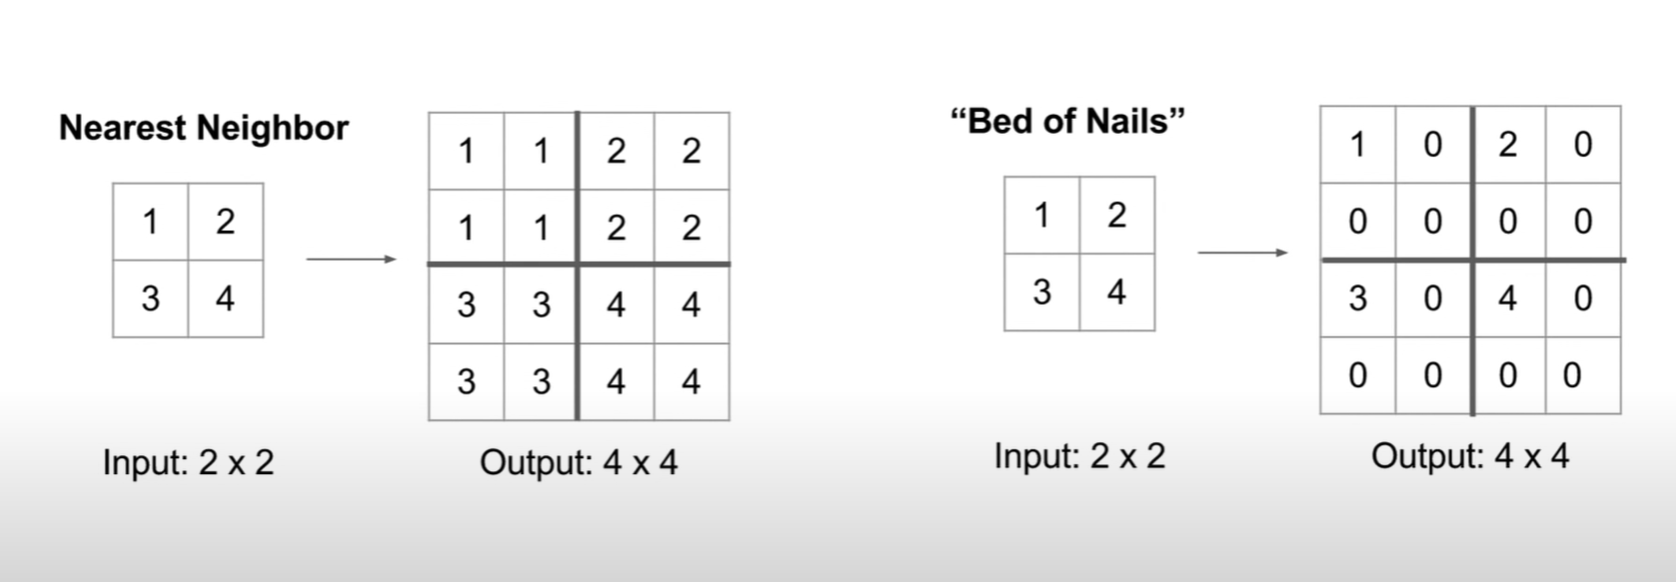 Nearest Neighbor
1 2
3 4
1 1 2 2
1 1 2 2
3 3 4 4
3 3 4 4
Input: 2 x 2
Output: 4 x 4
“Bed of Nails”
1 2
3 4
1 0 2 0
0 0 0 0
3 0 4 0
0 0 0 0
Input: 2 x 2
Output: 4 x 4